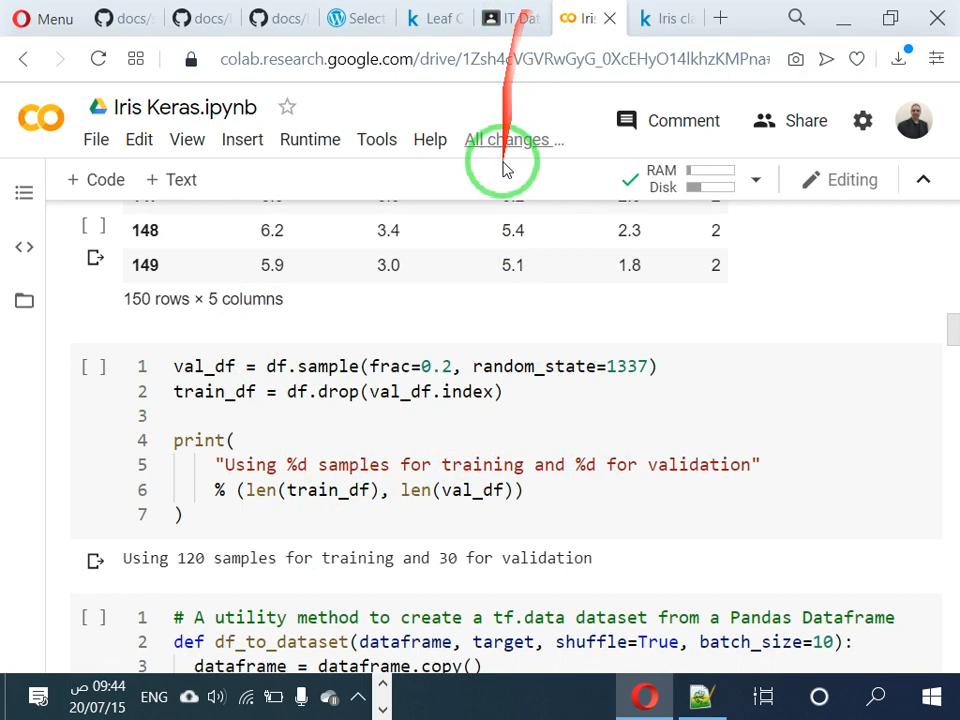 Menu docs/ docs/ docs/ Select Leaf C IT Dat Iris Iris cla
colab.research.google.com/drive/1Zsh4cVGVRwGyG_0XcEHyO14lkhzKMPna
Iris Keras.ipynb
Comment Share
File Edit View Insert Runtime Tools Help All changes ...
+ Code + Text RAM Disk Editing
[ ] 148 6.2 3.4 5.4 2.3 2
149 5.9 3.0 5.1 1.8 2
150 rows × 5 columns
[ ] 1 val_df = df.sample(frac=0.2, random_state=1337)
2 train_df = df.drop(val_df.index)
3
4 print(
5 "Using %d samples for training and %d for validation"
6 % (len(train_df), len(val_df))
7 )
Using 120 samples for training and 30 for validation
[ ] 1 # A utility method to create a tf.data dataset from a Pandas Dataframe
2 def df_to_dataset(dataframe, target, shuffle=True, batch_size=10):
3 dataframe = dataframe.copy()
09:44 ص
ENG
20/07/15